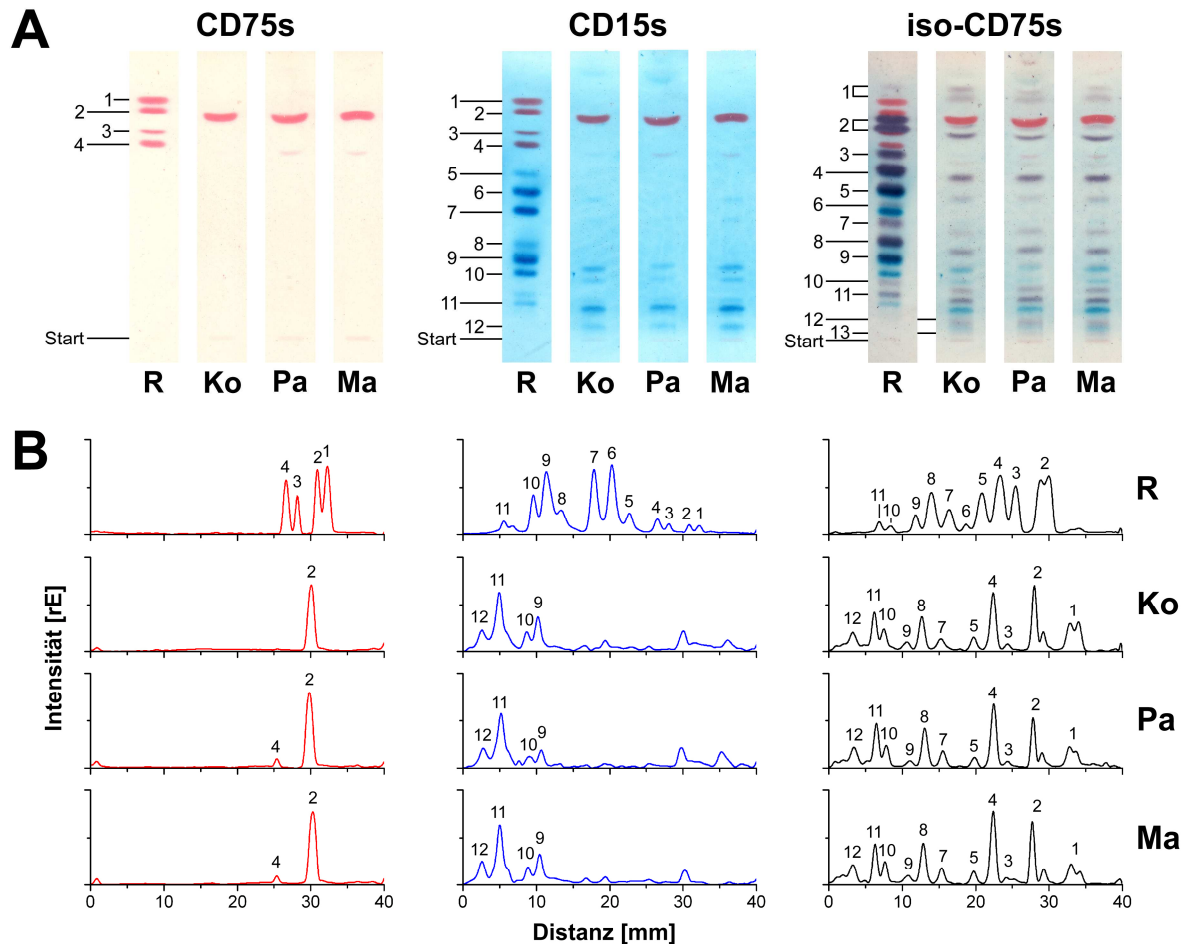 A
CD75s
CD15s
iso-CD75s
1
2
3
4
Start
R Ko Pa Ma
1
2
3
4
5
6
7
8
9
10
11
12
Start
R Ko Pa Ma
1
2
3
4
5
6
7
8
9
10
11
12
13
Start
R Ko Pa Ma
B
Intensität [rE]
4 3 2 1
11 10 9 8 7 6 5 4 3 2 1
11 10 9 8 7 6 5 4 3 2
R
2
12 11 10 9
12 11 10 9 8 7 5 4 3 2 1
Ko
4 2
12 11 10 9
12 11 10 9 8 7 5 4 3 2 1
Pa
4 2
12 11 10 9
12 11 10 9 8 7 5 4 3 2 1
Ma
0 10 20 30 40
0 10 20 30 40
0 10 20 30 40
Distanz [mm]